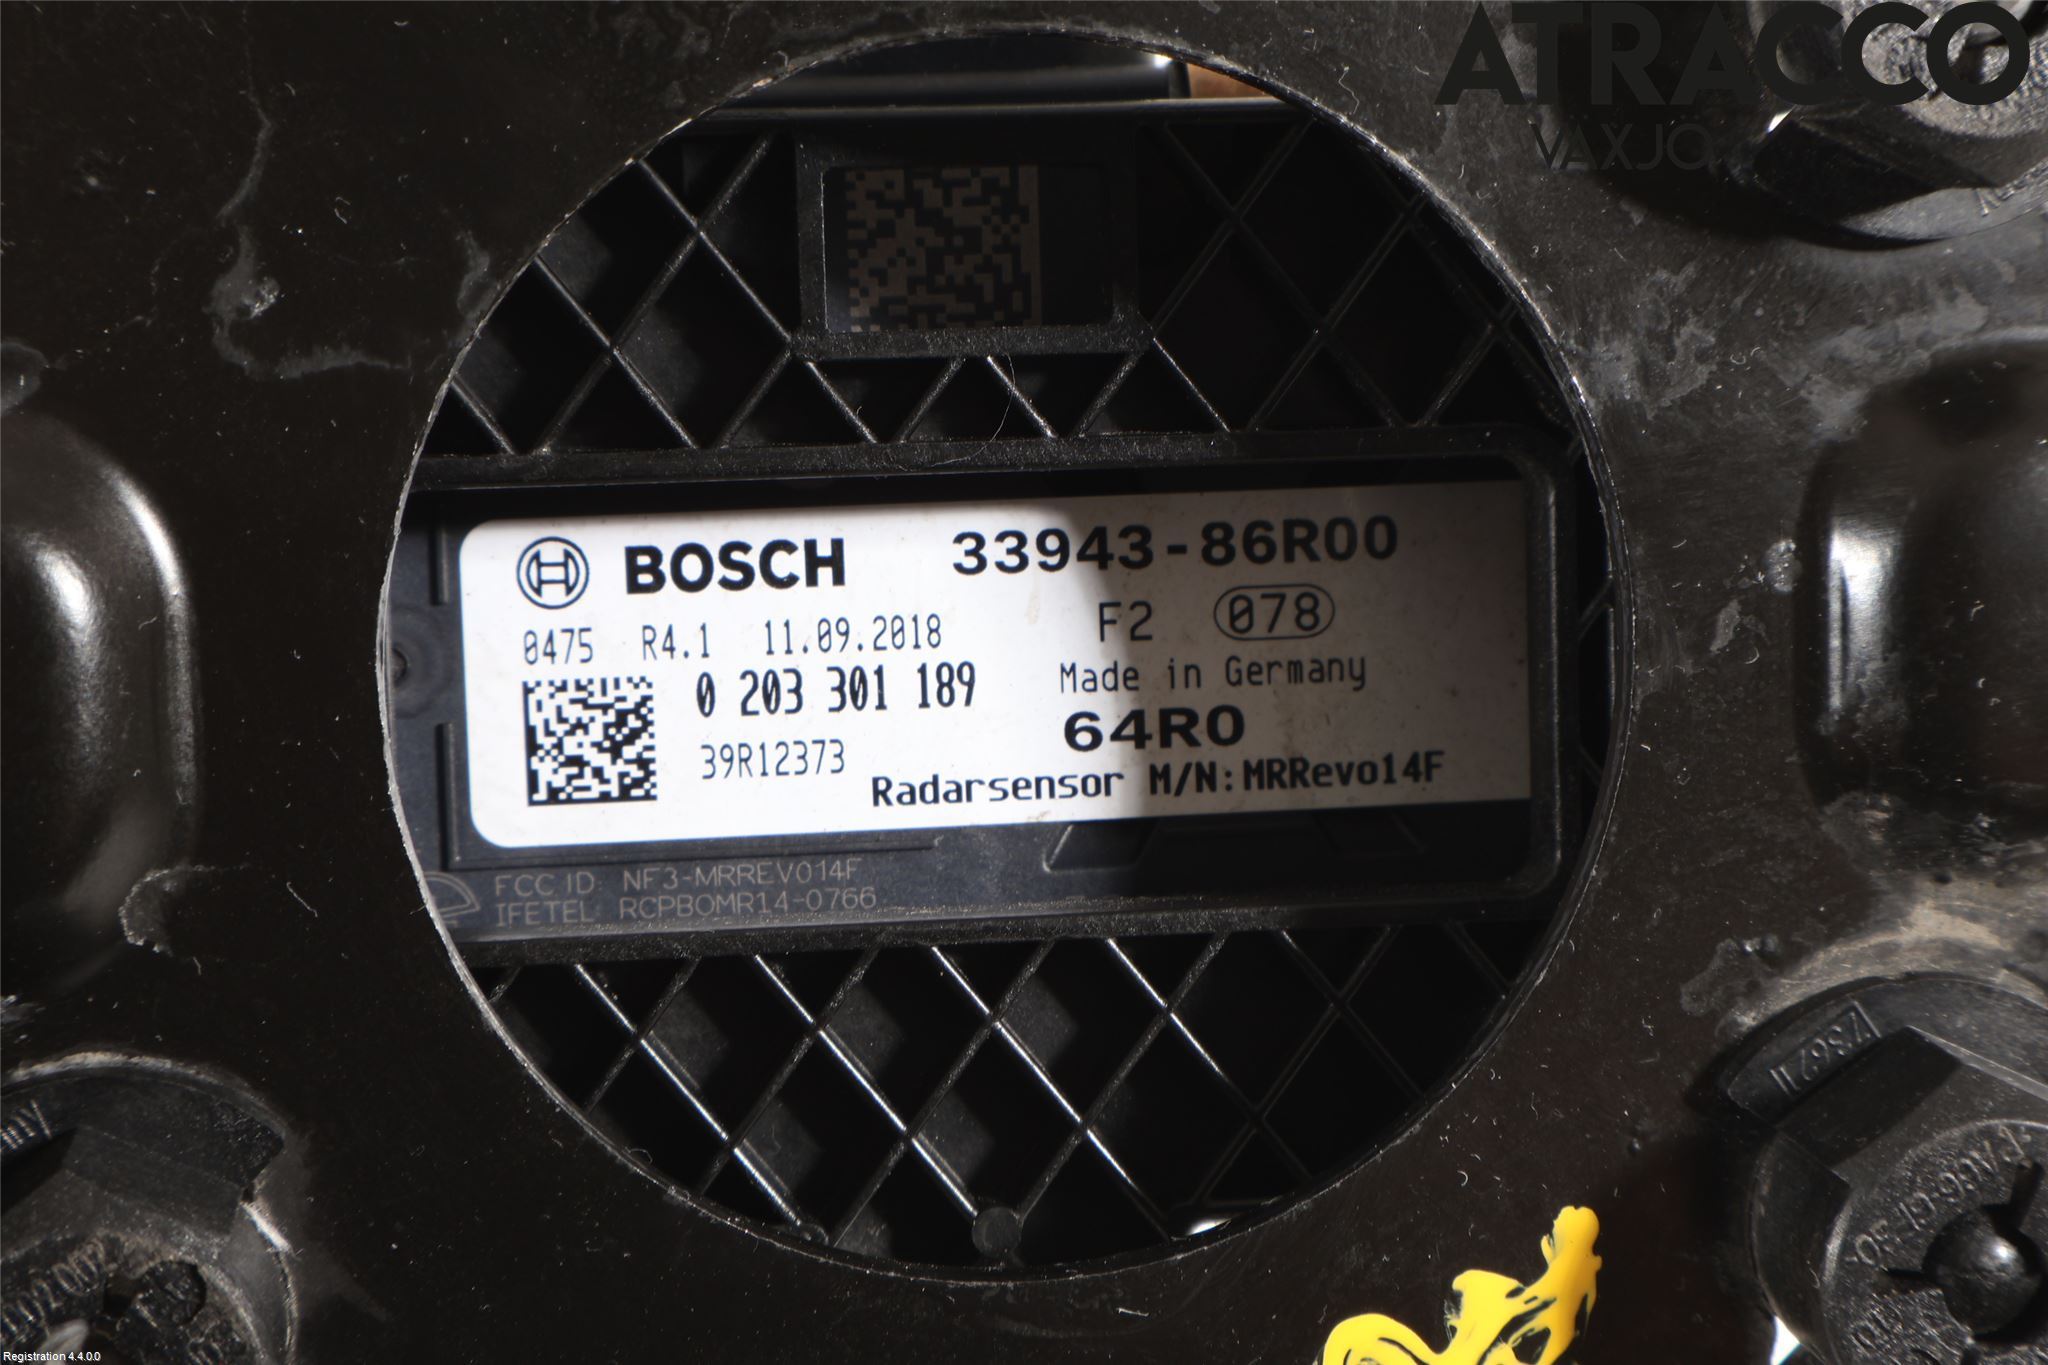 ATRACCO
VÄXJÖ
BOSCH 33943-86R00
0475 R4.1 11.09.2018 F2 078
0 203 301 189 Made in Germany
39R12373 64R0
Radarsensor M/N: MRRevo14F
FCC ID: NF3-MRREVO14F
IFETEL: RCPBOMR14-0766
Registration 4.4.0.0